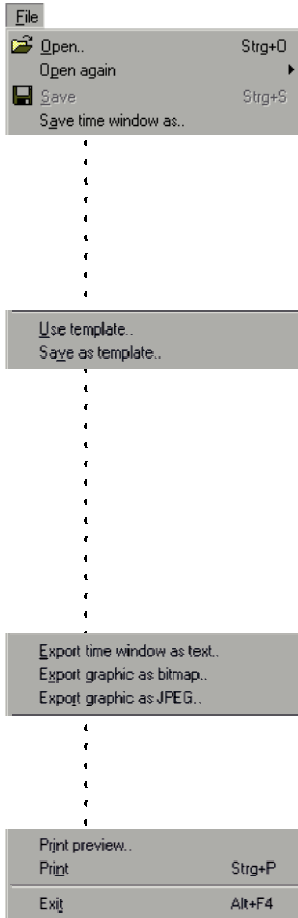 File
Open.. Strg+O
Open again
Save Strg+S
Save time window as..
Use template..
Save as template..
Export time window as text..
Export graphic as bitmap..
Export graphic as JPEG..
Print preview..
Print Strg+P
Exit Alt+F4